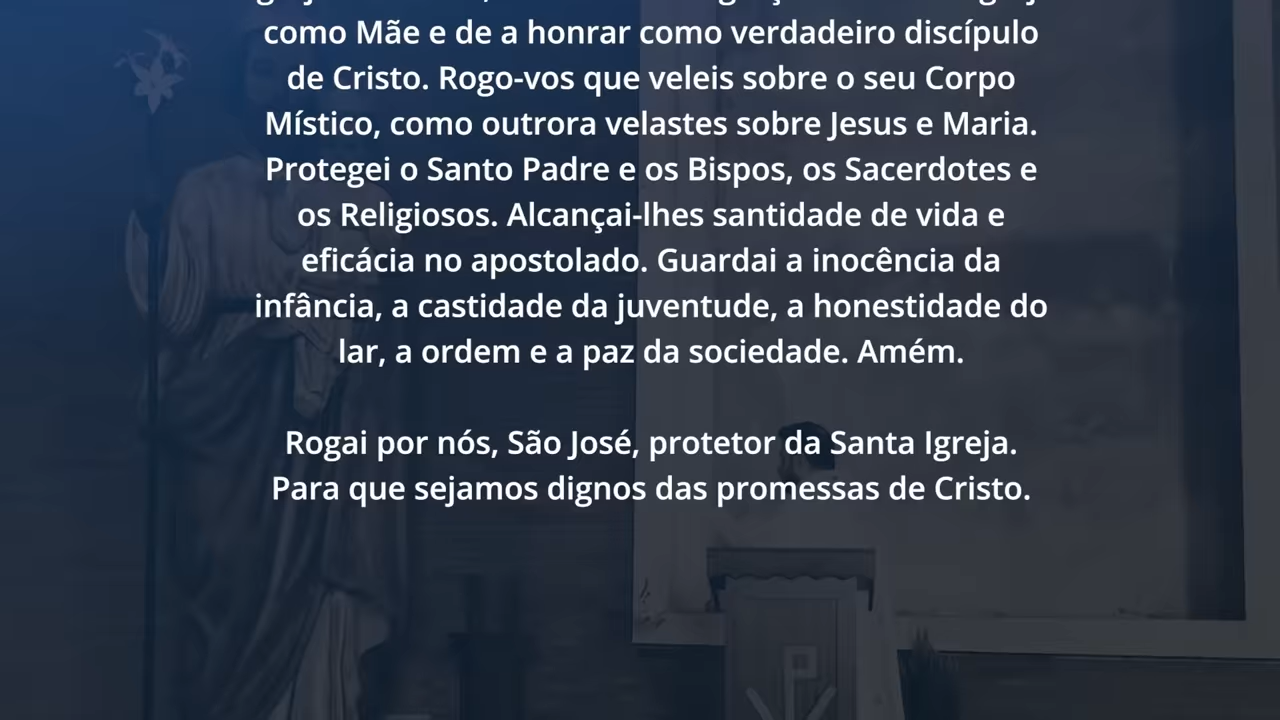 como Mãe e de a honrar como verdadeiro discípulo
de Cristo. Rogo-vos que veleis sobre o seu Corpo
Místico, como outrora velastes sobre Jesus e Maria.
Protegei o Santo Padre e os Bispos, os Sacerdotes e
os Religiosos. Alcançai-lhes santidade de vida e
eficácia no apostolado. Guardai a inocência da
infância, a castidade da juventude, a honestidade do
lar, a ordem e a paz da sociedade. Amém.
Rogai por nós, São José, protetor da Santa Igreja.
Para que sejamos dignos das promessas de Cristo.